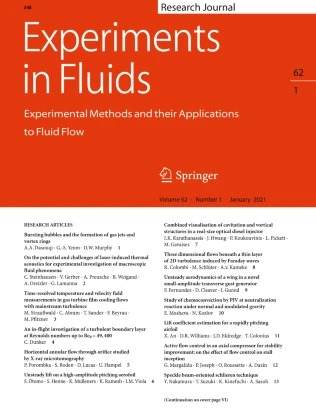 348
Research Journal
Experiments
in Fluids
62
1
Experimental Methods and their Applications
to Fluid Flow
Springer
Volume 62 · Number 1 · January 2021
RESEARCH ARTICLES
Bursting bubbles and the formation of gas jets and
vortex rings
A.A. Dasouqi · G.-S. Yeom · D.W. Murphy 1
On the potential and challenges of laser-induced thermal
acoustics for experimental investigation of macroscopic
fluid phenomena
C. Steinhausen · V. Gerber · A. Preusche · B. Weigand ·
A. Dreizler · G. Lamanna 2
Time-resolved temperature and velocity field
measurements in gas turbine film cooling flows
with mainstream turbulence
M. Straußwald · C. Abram · T. Sander · F. Beyrau ·
M. Pfitzner 3
An in-flight investigation of a turbulent boundary layer
at Reynolds numbers up to = 49,400
C. Dunker 4
Horizontal annular flow through orifice studied
by X-ray microtomography
P. Porombka · S. Boden · D. Lucas · U. Hampel 5
Unsteady lift on a high-amplitude pitching aerofoil
S. Ōtomo · S. Henne · K. Mulleners · K. Ramesh · I.M. Viola 6
Combined visualisation of cavitation and vortical
structures in a real-size optical diesel injector
I.K. Karathanassis · J. Hwang · P. Koukouvinis · L. Pickett ·
M. Gavaises 7
Three dimensional flows beneath a thin layer
of 2D turbulence induced by Faraday waves
R. Colombi · M. Schlüter · A.v. Kameke 8
Unsteady aerodynamics of a wing in a novel
small-amplitude transverse gust generator
F. Fernandez · D. Cleaver · I. Gursul 9
Study of chemoconvection by PIV at neutralization
reaction under normal and modulated gravity
E. Mosheva · N. Kozlov 10
Lift coefficient estimation for a rapidly pitching
airfoil
X. An · D.R. Williams · J.D. Eldredge · T. Colonius 11
Active flow control in an axial compressor for stability
improvement: on the effect of flow control on stall
inception
G. Margalida · P. Joseph · O. Roussette · A. Dazin 12
Speckle beam-oriented schlieren technique
Y. Nakamura · T. Suzuki · K. Kinefuchi · A. Sasoh 13
(Continuation on cover page VI)